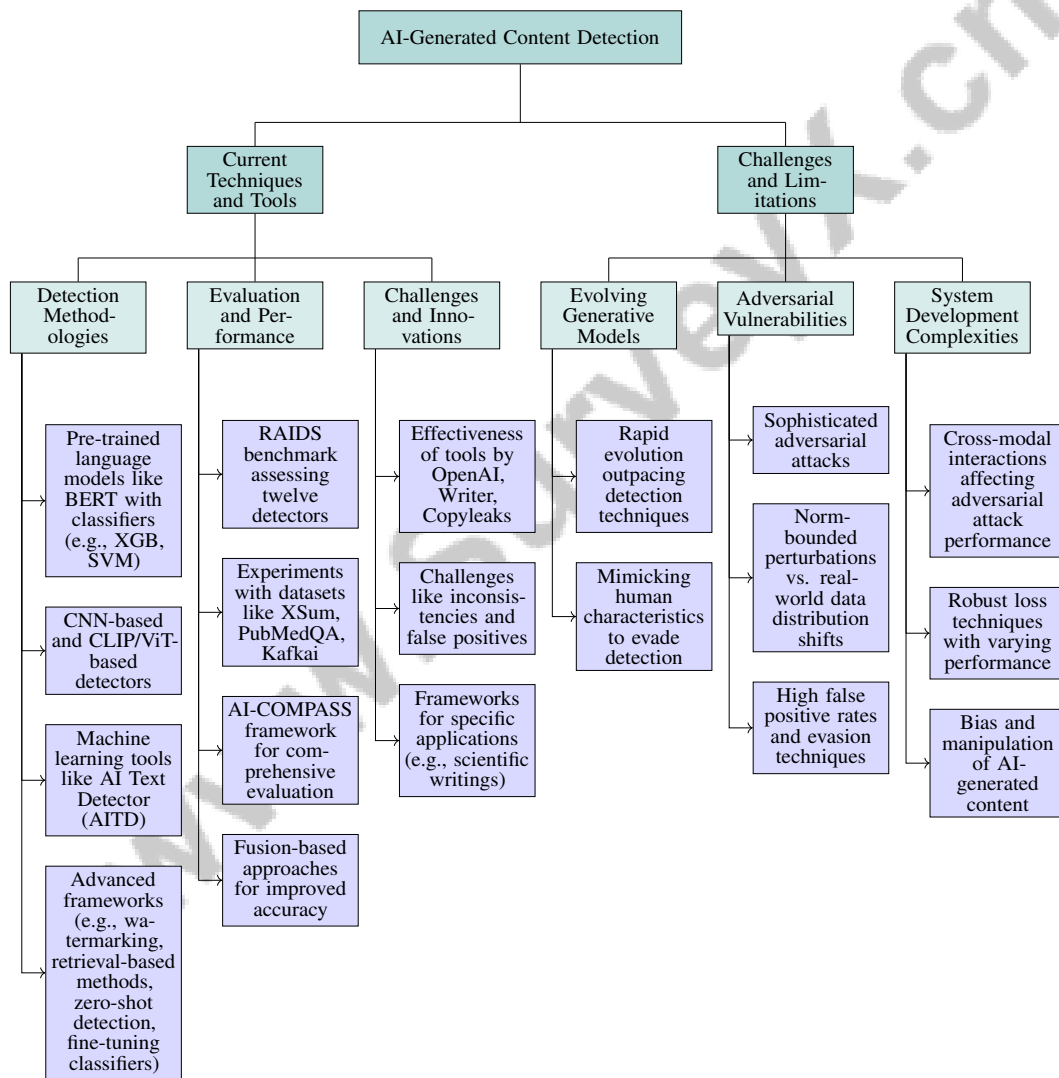 AI-Generated Content Detection
Current
Techniques
and Tools
Challenges
and Lim-
itations
Detection
Method-
ologies
Evaluation
and Per-
formance
Challenges
and Inno-
vations
Evolving
Generative
Models
Adversarial
Vulnerabilities
System
Development
Complexities
Pre-trained
language
models like
BERT with
classifiers
(e.g., XGB,
SVM)
CNN-based
and CLIP/ViT-
based
detectors
Machine
learning tools
like AI Text
Detector
(AITD)
Advanced
frameworks
(e.g., wa-
termarking,
retrieval-based
methods,
zero-shot
detection,
fine-tuning
classifiers)
RAIDS
benchmark
assessing
twelve
detectors
Experiments
with datasets
like XSum,
PubMedQA,
Kafkai
AI-COMPASS
framework
for com-
prehensive
evaluation
Fusion-based
approaches
for improved
accuracy
Effectiveness
of tools by
OpenAI,
Writer,
Copyleaks
Challenges
like inconsis-
tencies and
false positives
Frameworks
for specific
applications
(e.g., scientific
writings)
Rapid
evolution
outpacing
detection
techniques
Mimicking
human
characteristics
to evade
detection
Sophisticated
adversarial
attacks
Norm-
bounded
perturbations
vs. real-
world data
distribution
shifts
High false
positive rates
and evasion
techniques
Cross-modal
interactions
affecting
adversarial
attack
performance
Robust loss
techniques
with varying
performance
Bias and
manipulation
of AI-
generated
content
www.surveyx.cn